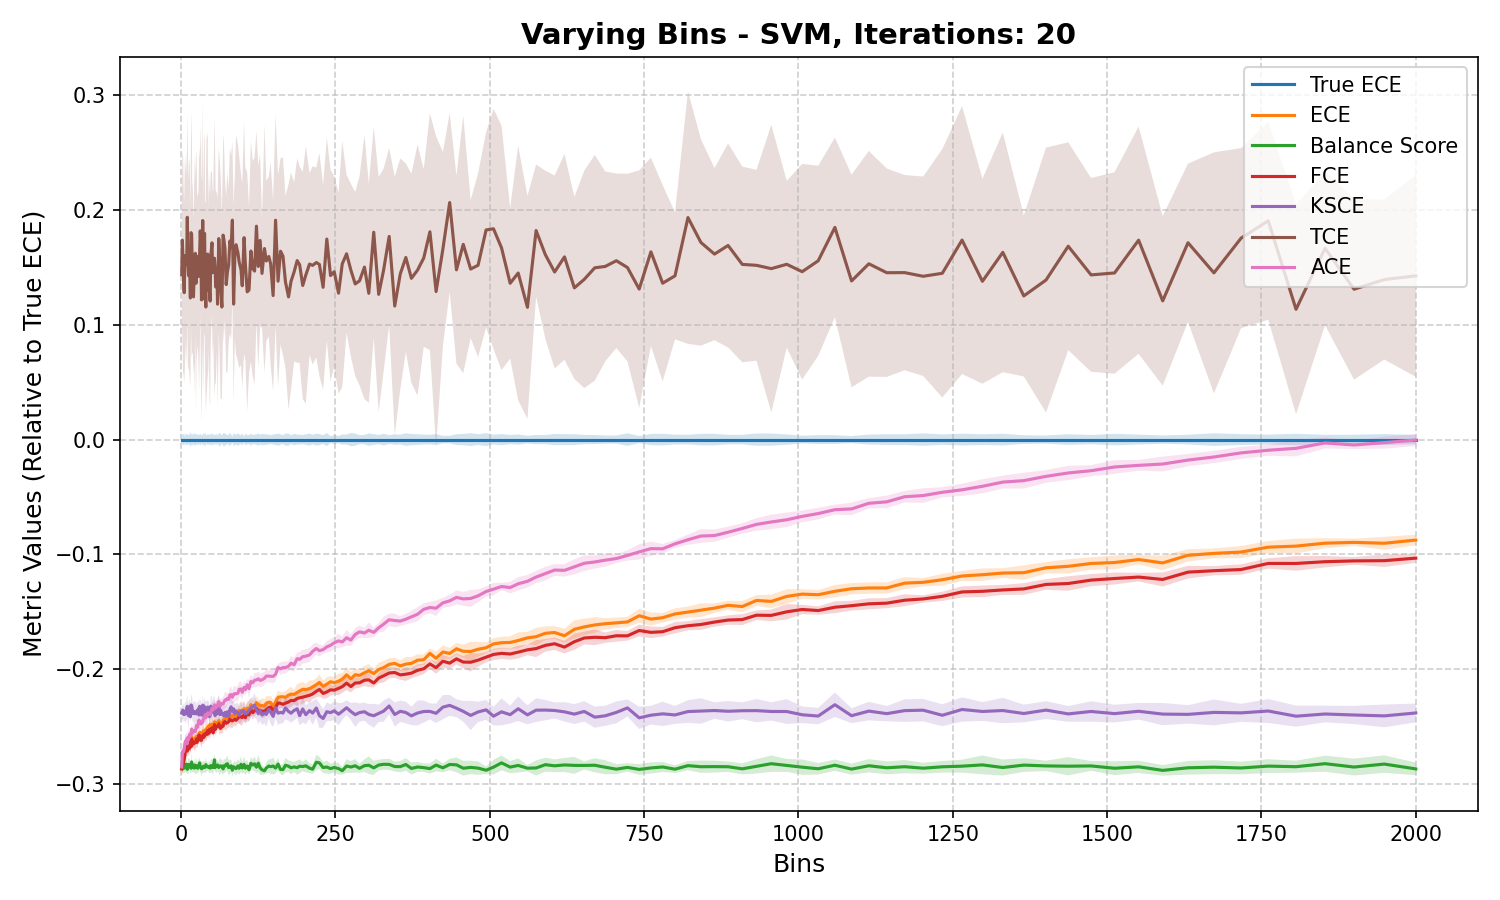 Varying Bins - SVM, Iterations: 20
Metric Values (Relative to True ECE)
0.3
0.2
0.1
0.0
−0.1
−0.2
−0.3
True ECE
ECE
Balance Score
FCE
KSCE
TCE
ACE
0
250
500
750
1000
1250
1500
1750
2000
Bins